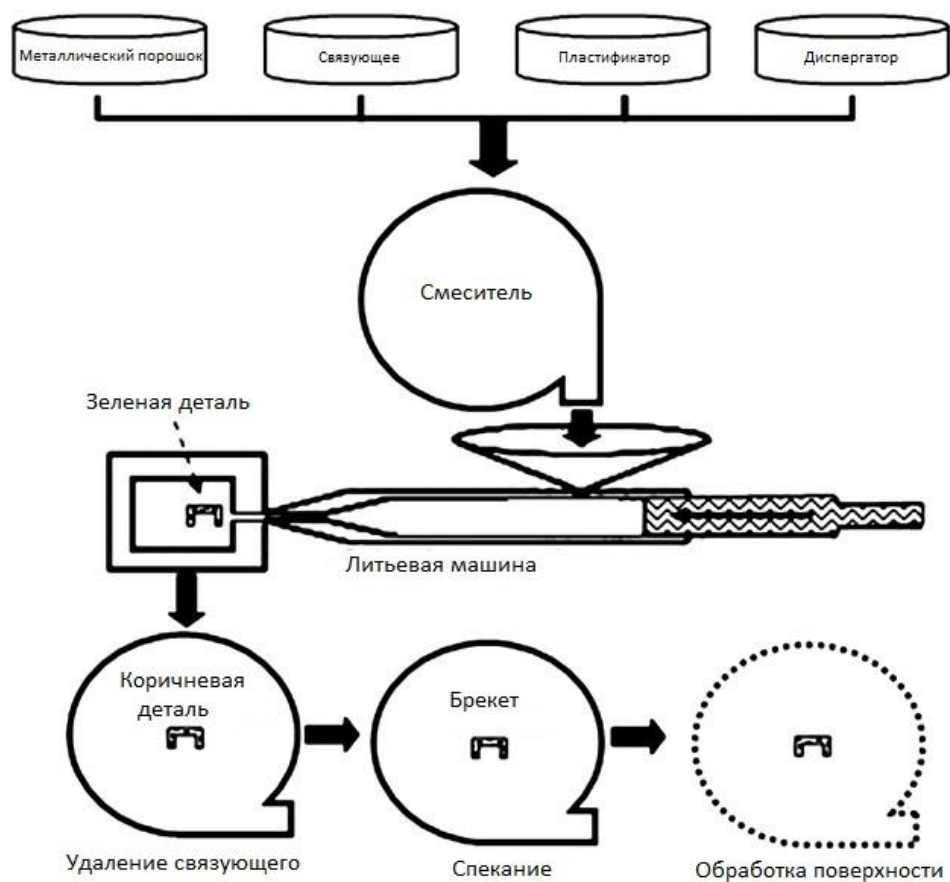 Металлический порошок
Связующее
Пластификатор
Диспергатор
Смеситель
Зеленая деталь
Литьевая машина
Коричневая
деталь
Брекет
Удаление связующего
Спекание
Обработка поверхности